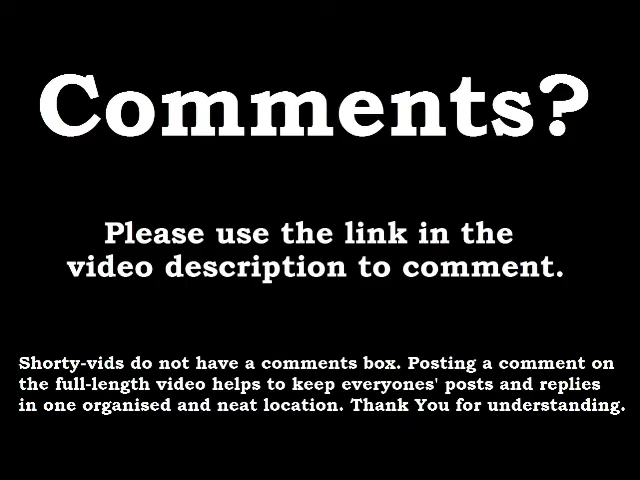 Comments?
Please use the link in the
video description to comment.
Shorty-vids do not have a comments box. Posting a comment on
the full-length video helps to keep everyones' posts and replies
in one organised and neat location. Thank You for understanding.